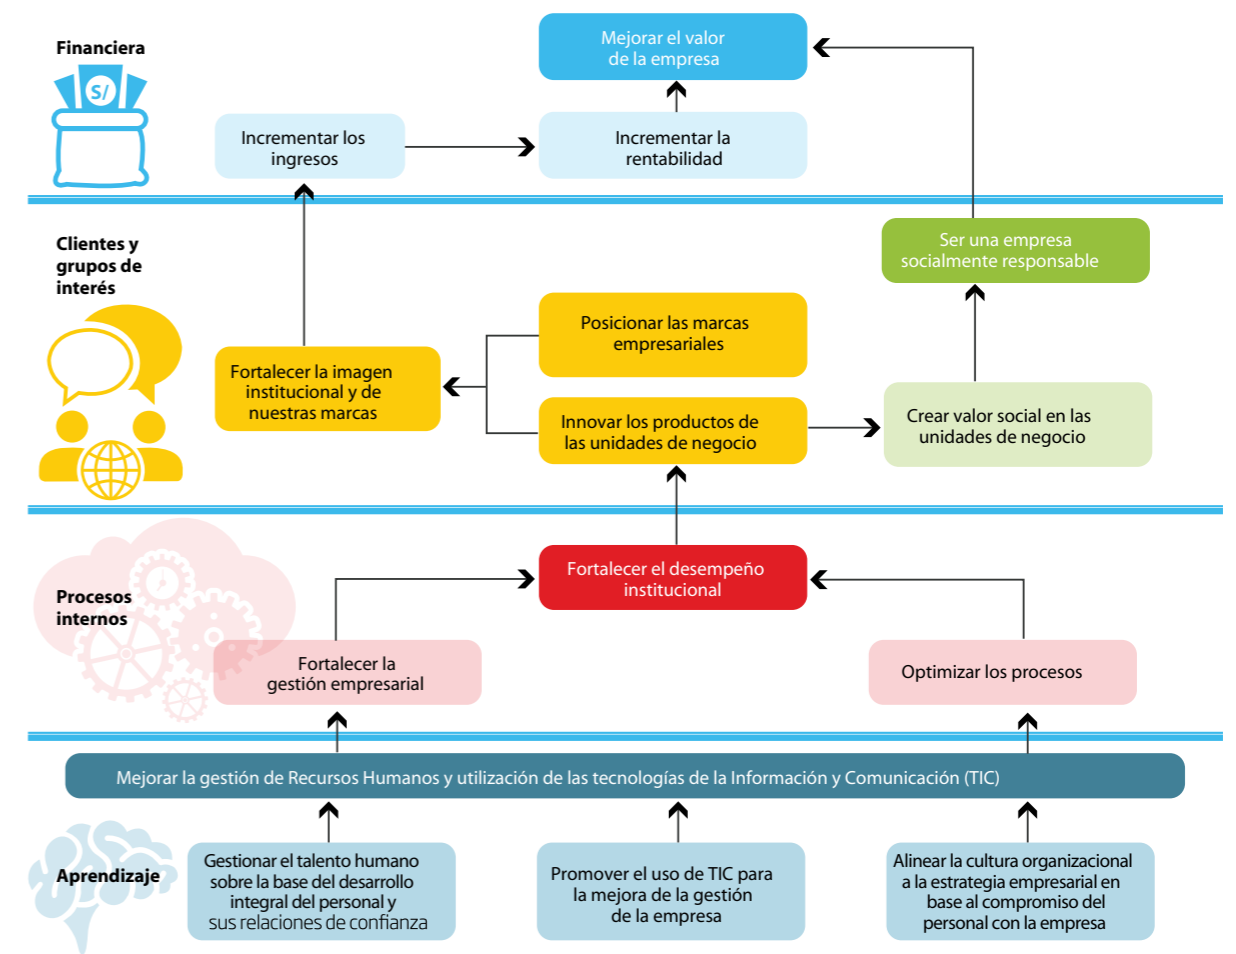 Financiera
S/
Mejorar el valor
de la empresa
Incrementar los
ingresos
Incrementar la
rentabilidad
Clientes y
grupos de
interés
Ser una empresa
socialmente responsable
Posicionar las marcas
empresariales
Fortalecer la imagen
institucional y de
nuestras marcas
Innovar los productos de
las unidades de negocio
Crear valor social en las
unidades de negocio
Procesos
internos
Fortalecer el desempeño
institucional
Fortalecer la
gestión empresarial
Optimizar los procesos
Mejorar la gestión de Recursos Humanos y utilización de las tecnologías de la Información y Comunicación (TIC)
Aprendizaje
Gestionar el talento humano
sobre la base del desarrollo
integral del personal y
sus relaciones de confianza
Promover el uso de TIC para
la mejora de la gestión
de la empresa
Alinear la cultura organizacional
a la estrategia empresarial en
base al compromiso del
personal con la empresa